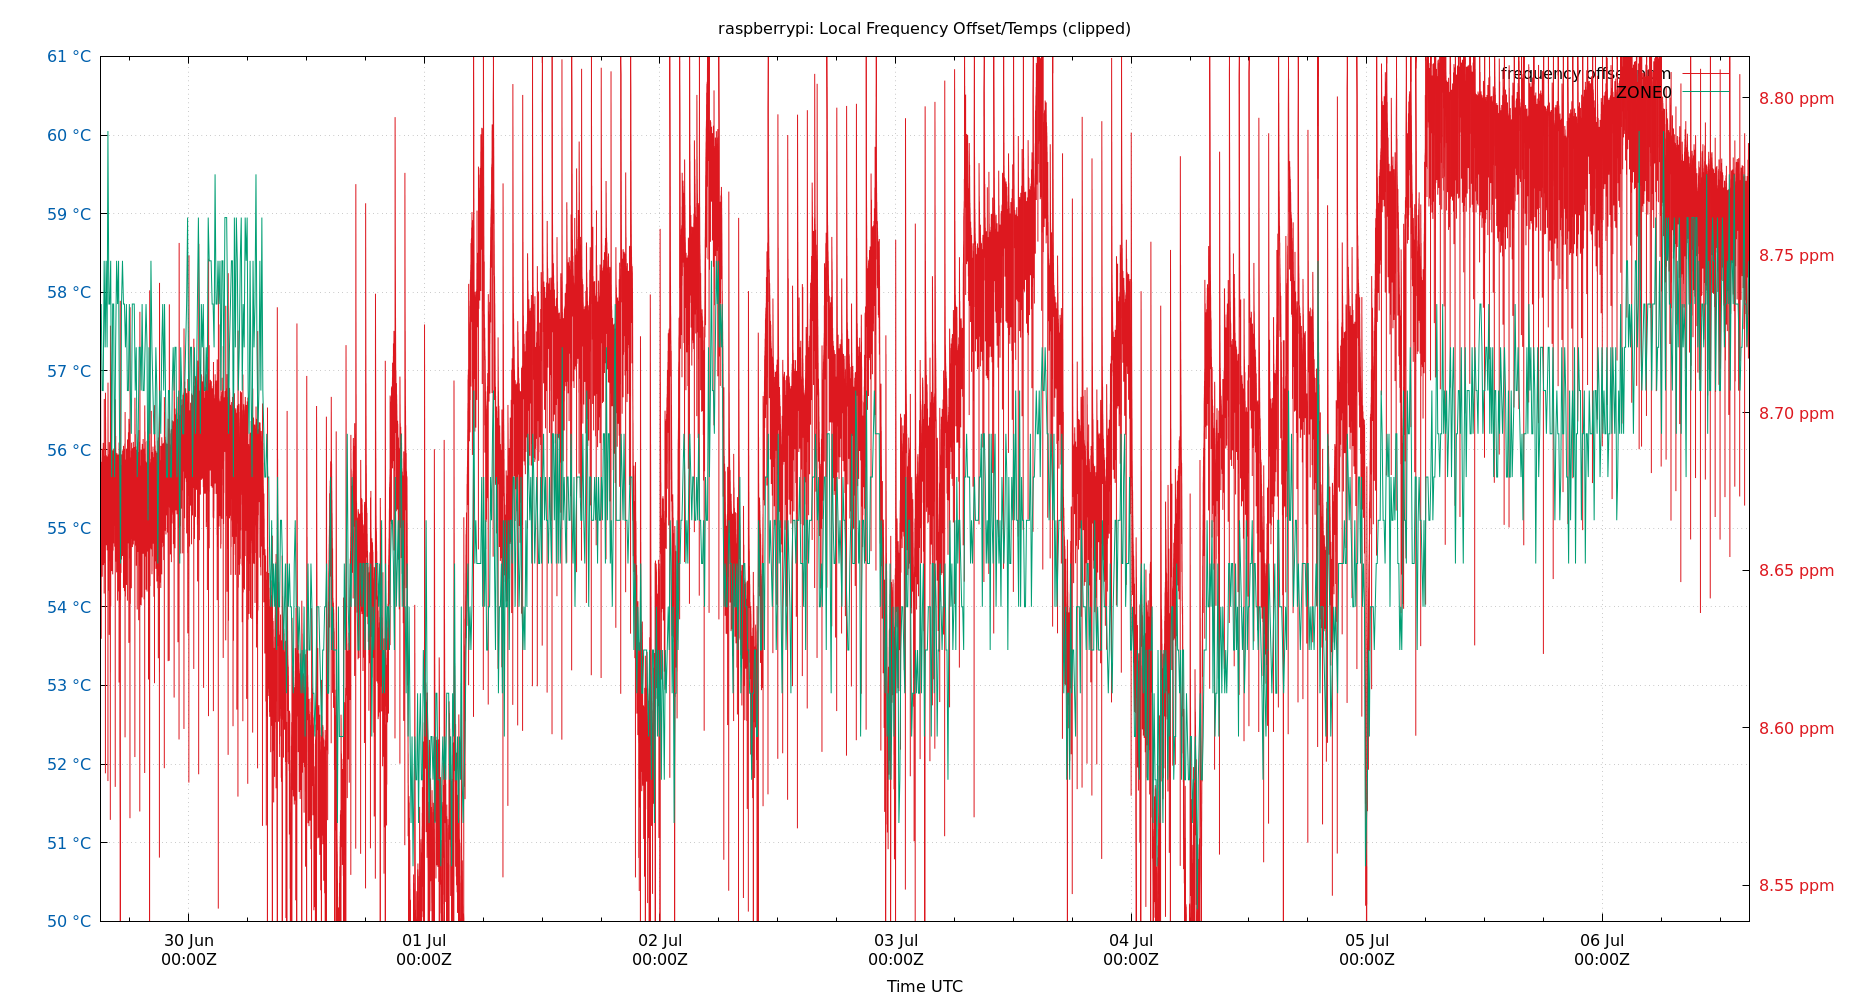 raspberrypi: Local Frequency Offset/Temps (clipped)
61 °C
60 °C
59 °C
58 °C
57 °C
56 °C
55 °C
54 °C
53 °C
52 °C
51 °C
50 °C
frequency offset ppm
ZONE0
8.80 ppm
8.75 ppm
8.70 ppm
8.65 ppm
8.60 ppm
8.55 ppm
30 Jun
00:00Z
01 Jul
00:00Z
02 Jul
00:00Z
03 Jul
00:00Z
04 Jul
00:00Z
05 Jul
00:00Z
06 Jul
00:00Z
Time UTC